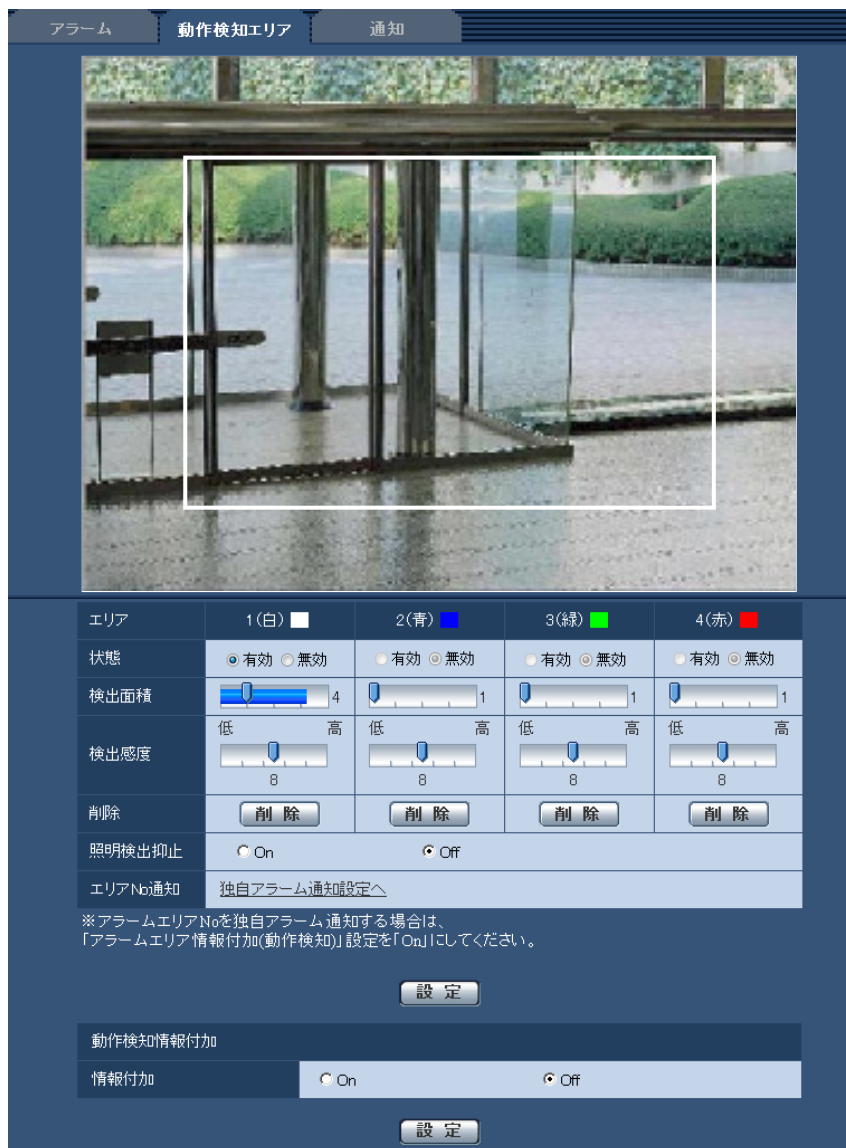 アラーム 動作検知エリア 通知
エリア 1(白) 2(青) 3(緑) 4(赤)
状態 有効 無効 有効 無効 有効 無効 有効 無効
検出面積 4 1 1 1
低 高 低 高 低 高 低 高
検出感度
8 8 8 8
削除 削 除 削 除 削 除 削 除
照明検出抑止 On Off
エリアNo通知 独自アラーム通知設定へ
※アラームエリアNoを独自アラーム通知する場合は、
「アラームエリア情報付加(動作検知)」設定を「On」にしてください。
設 定
動作検知情報付加
情報付加 On Off
設 定